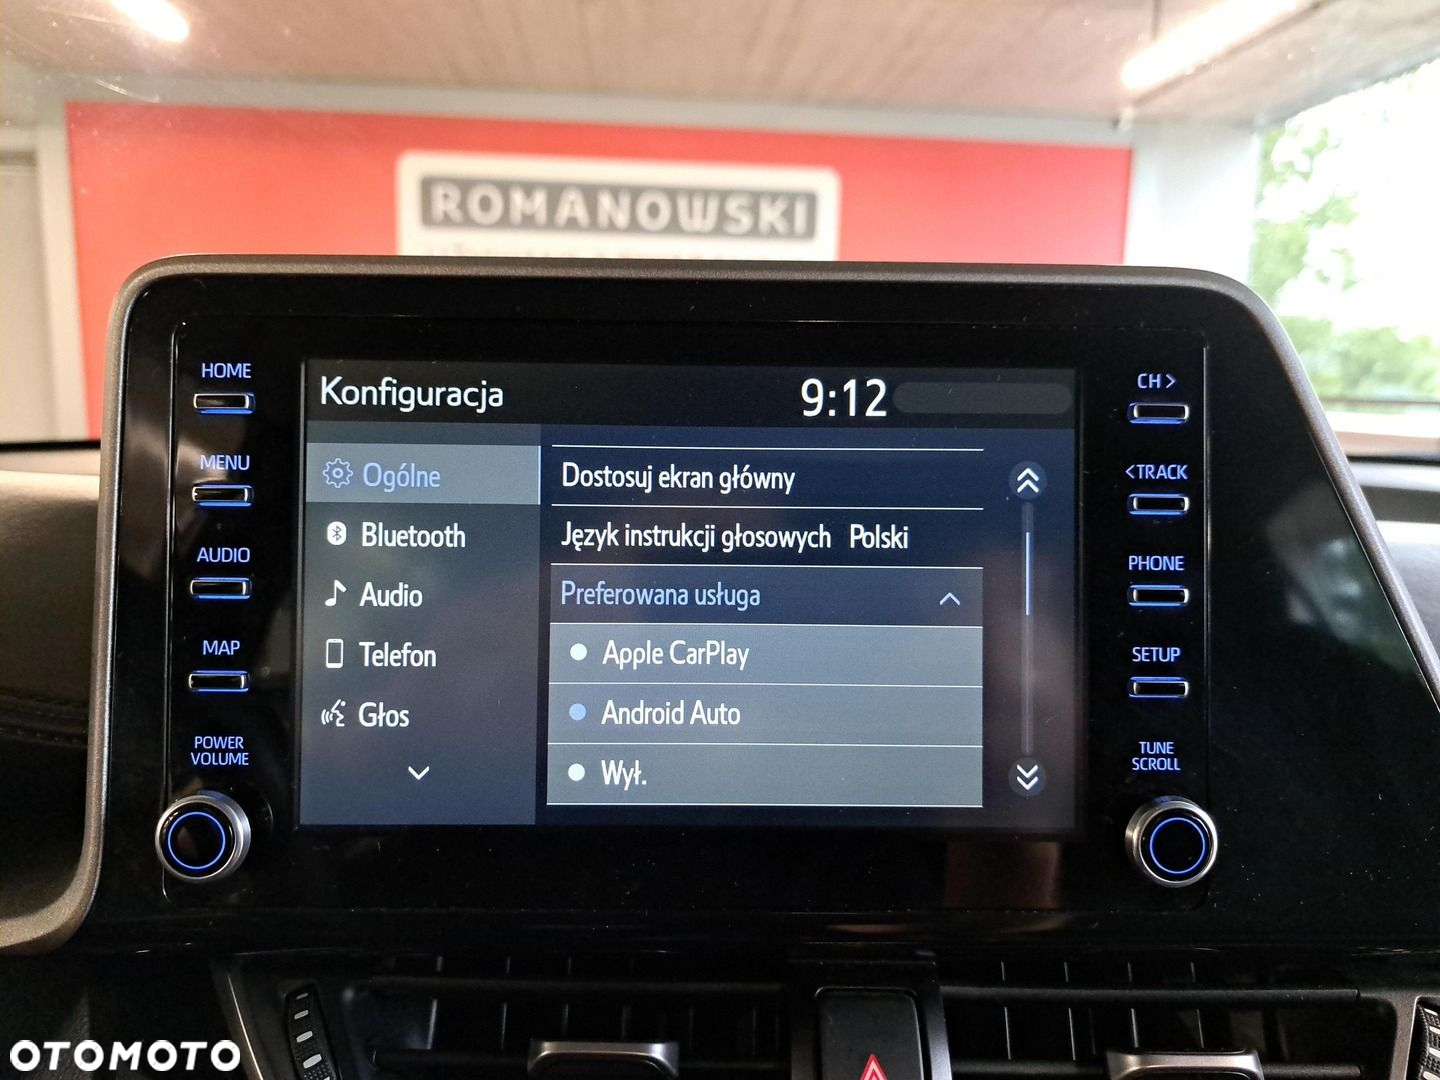 ROMANOWSKI
HOME
MENU
AUDIO
MAP
POWER
VOLUME
Konfiguracja
9:12
Ogólne
Bluetooth
Audio
Telefon
Głos
Dostosuj ekran główny
Język instrukcji głosowych Polski
Preferowana usługa
Apple CarPlay
Android Auto
Wył.
CH>
<TRACK
PHONE
SETUP
TUNE
SCROLL
OTOMOTO